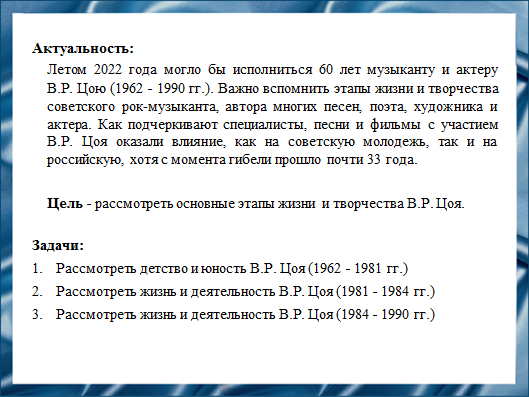 Актуальность:
Летом 2022 года могло бы исполниться 60 лет музыканту и актеру
В.Р. Цою (1962 - 1990 гг.). Важно вспомнить этапы жизни и творчества
советского рок-музыканта, автора многих песен, поэта, художника и
актера. Как подчеркивают специалисты, песни и фильмы с участием
В.Р. Цоя оказали влияние, как на советскую молодежь, так и на
российскую, хотя с момента гибели прошло почти 33 года.
Цель - рассмотреть основные этапы жизни и творчества В.Р. Цоя.
Задачи:
1. Рассмотреть детство и юность В.Р. Цоя (1962 - 1981 гг.)
2. Рассмотреть жизнь и деятельность В.Р. Цоя (1981 - 1984 гг.)
3. Рассмотреть жизнь и деятельность В.Р. Цоя (1984 - 1990 гг.)